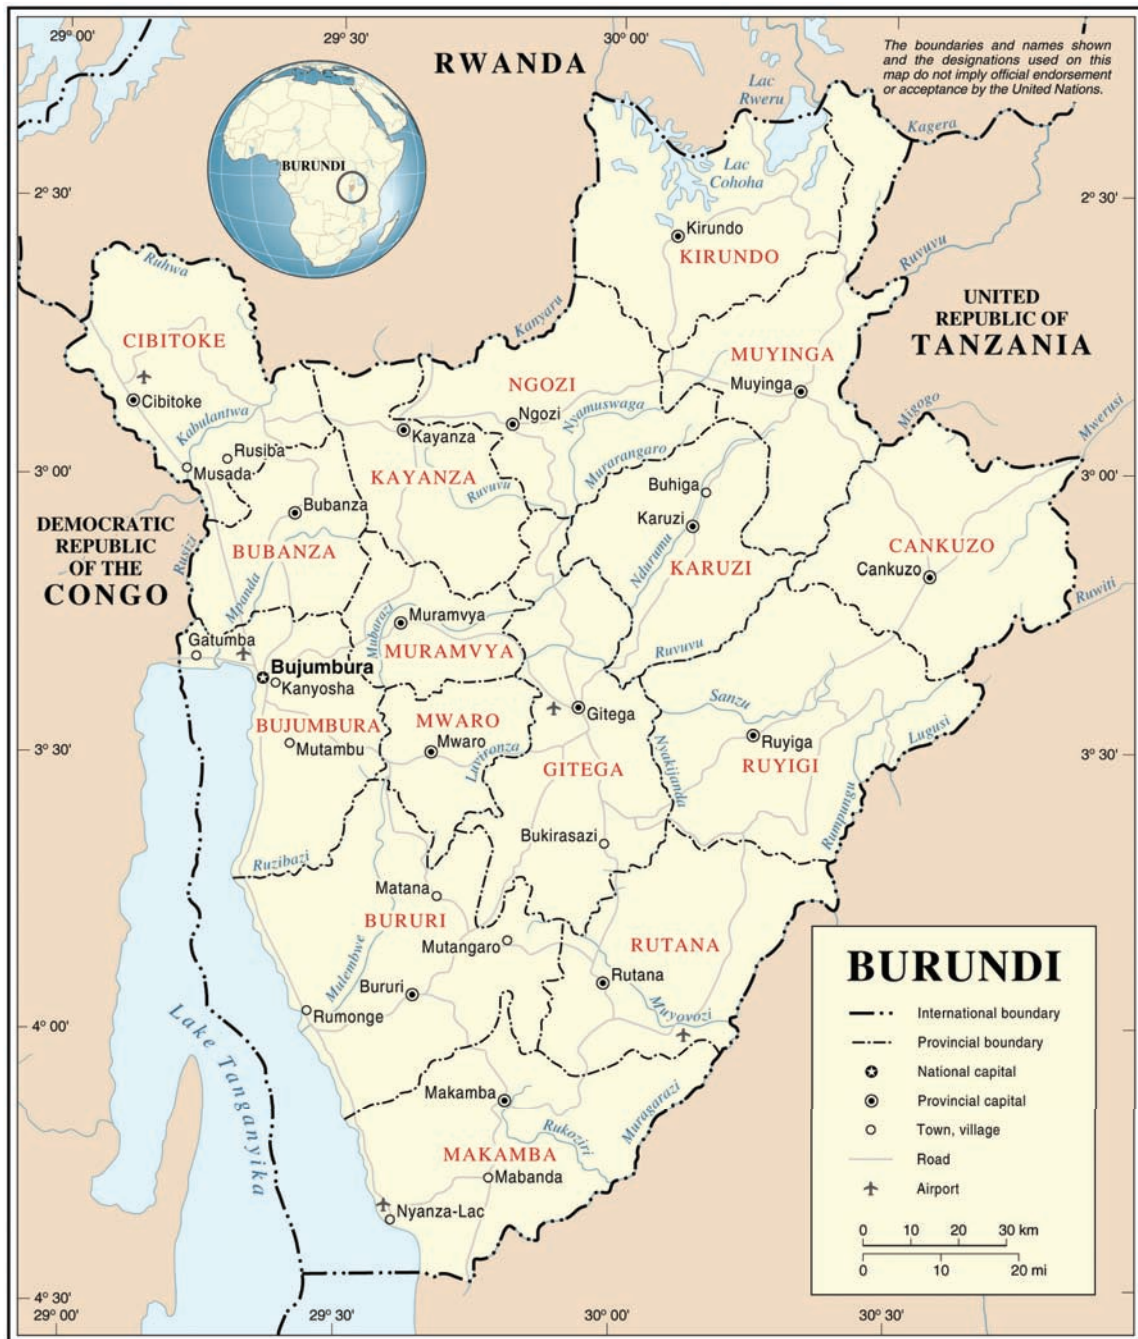 29° 00'
29° 30'
30° 00'
The boundaries and names shown
and the designations used on this
map do not imply official endorsement
or acceptance by the United Nations.
RWANDA
Lac
Rweru
Kagera
BURUNDI
Lac
Cohoha
2° 30'
2° 30'
Kirundo
KIRUNDO
Ruvuvu
Ruhwa
Kanyaru
UNITED
REPUBLIC OF
TANZANIA
CIBITOKE
MUYINGA
NGOZI
Muyinga
Cibitoke
Kabulantwa
Ngozi
Nyamuswaga
Migogo
Mwerusi
Kayanza
Rusiba
Musada
Murarangaro
3° 00'
3° 00'
KAYANZA
Ruvuvu
Buhiga
Bubanza
Karuzi
DEMOCRATIC
REPUBLIC
OF THE
CONGO
Rusizi
BUBANZA
CANKUZO
Ndurumu
KARUZI
Cankuzo
Mpanda
Ruwiti
Mubarazi
Muramvya
Gatumba
MURAMVYA
Ruvuvu
Bujumbura
Kanyosha
Sanzu
BUJUMBURA
MWARO
Gitega
Lugusi
Mutambu
Mwaro
Luvironza
Nyakijanda
Ruyiga
3° 30'
3° 30'
GITEGA
RUYIGI
Rumpungu
Bukirasazi
Ruzibazi
Matana
BURURI
Mutangaro
RUTANA
Mulembwe
Bururi
Rutana
Rumonge
Muyovozi
4° 00'
Lake Tanganyika
Makamba
Muragarazi
Rukoziri
MAKAMBA
Mabanda
Nyanza-Lac
BURUNDI
International boundary
Provincial boundary
National capital
Provincial capital
Town, village
Road
Airport
0 10 20 30 km
0 10 20 mi
4° 30'
29° 00'
29° 30'
30° 00'
30° 30'